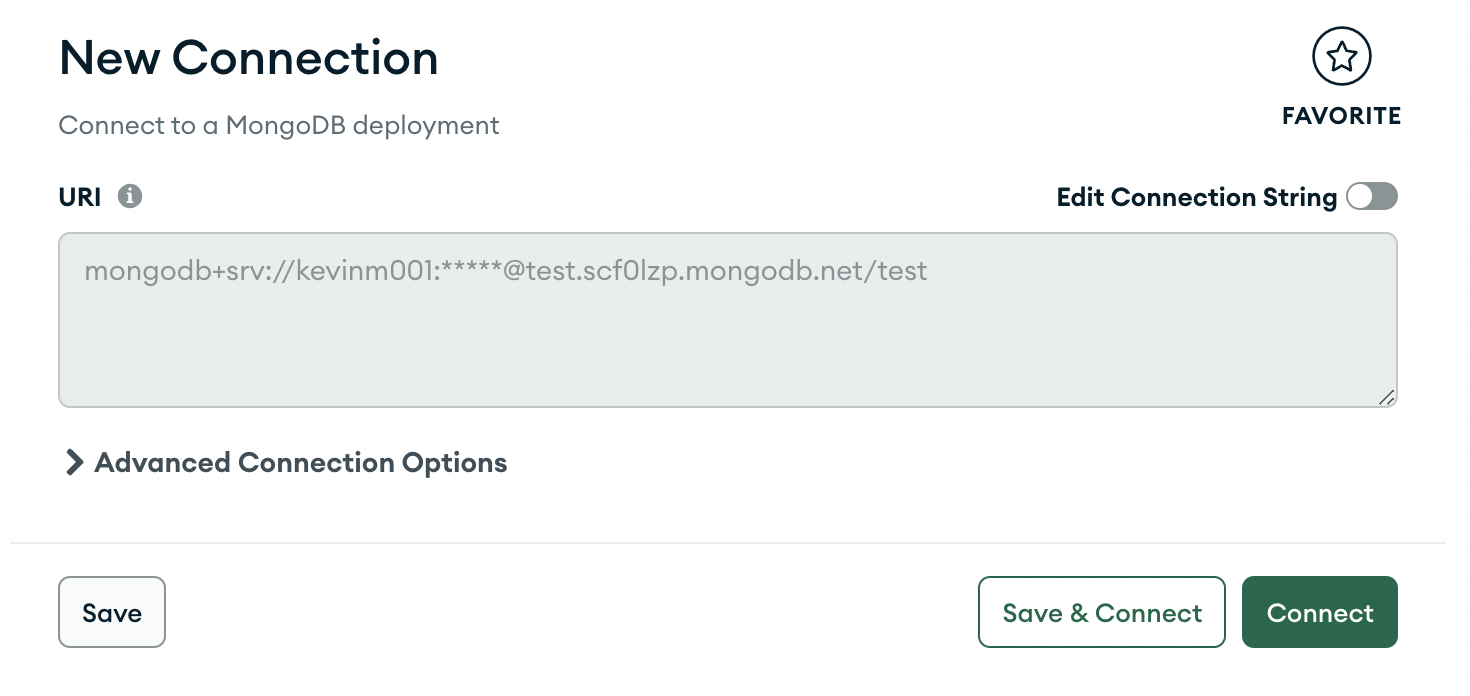 New Connection
FAVORITE
Connect to a MongoDB deployment
URI
Edit Connection String
mongodb+srv://kevinm001:*****@test.scf0lzp.mongodb.net/test
Advanced Connection Options
Save
Save & Connect
Connect